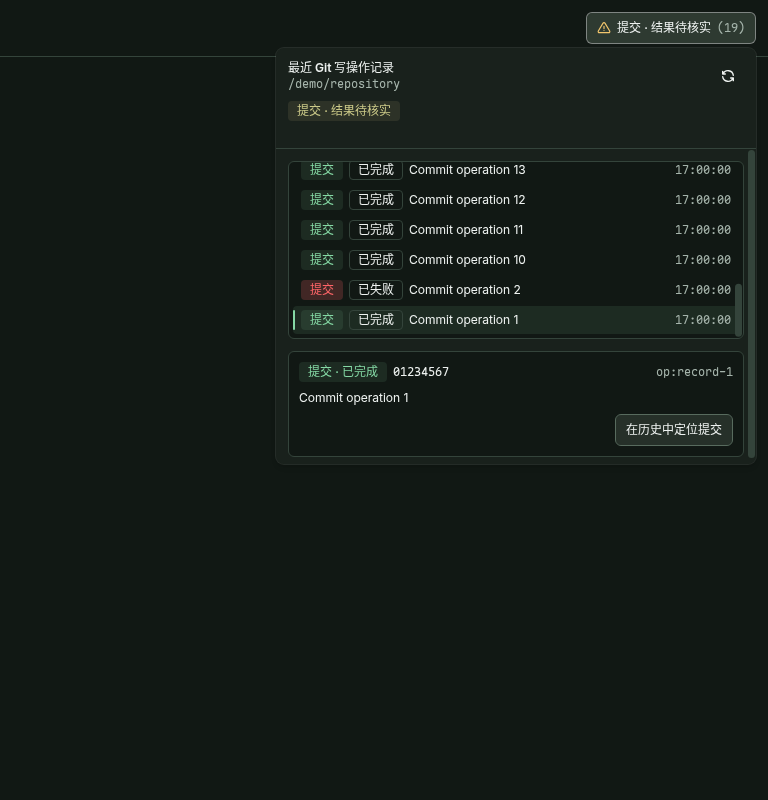 提交 · 结果待核实 (19)
最近 Git 写操作记录
/demo/repository
提交 · 结果待核实
提交 已完成 Commit operation 13 17:00:00
提交 已完成 Commit operation 12 17:00:00
提交 已完成 Commit operation 11 17:00:00
提交 已完成 Commit operation 10 17:00:00
提交 已失败 Commit operation 2 17:00:00
提交 已完成 Commit operation 1 17:00:00
提交 · 已完成 01234567 op:record-1
Commit operation 1
在历史中定位提交